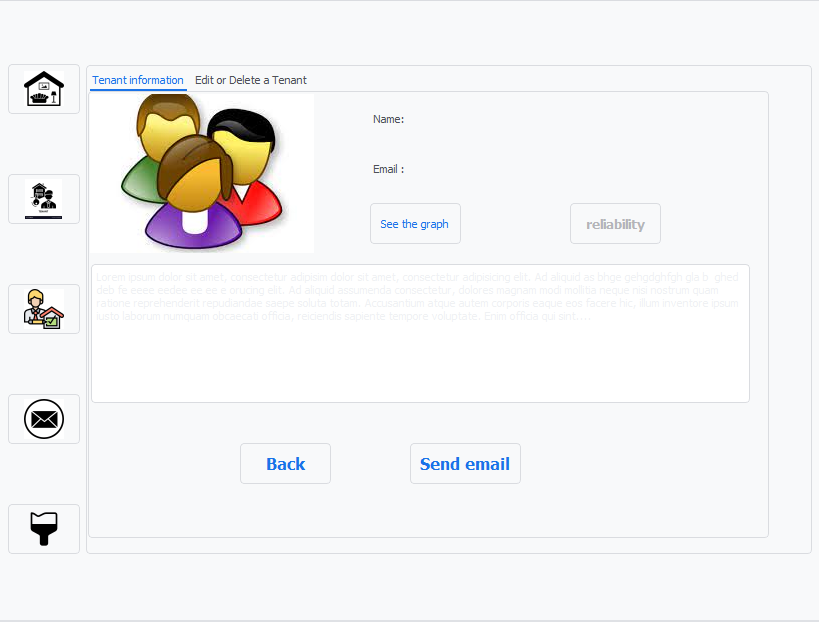 Tenant information
Edit or Delete a Tenant
Name:
Email :
See the graph
reliability
Lorem ipsum dolor sit amet, consectetur adipisim dolor sit amet, consectetur adipisicing elit. Ad aliquid as bhge gehgdghfgh gla b ghed
deb fe eeee eedee ee ee e orucing elit. Ad aliquid assumenda consectetur, dolores magnam modi mollitia neque nisi nostrum quam
ratione reprehenderit repudiandae saepe soluta totam. Accusantium atque autem corporis eaque eos facere hic, illum inventore ipsum
iusto laborum numquam obcaecati officia, reiciendis sapiente tempore voluptate. Enim officia qui sint....
Back
Send email